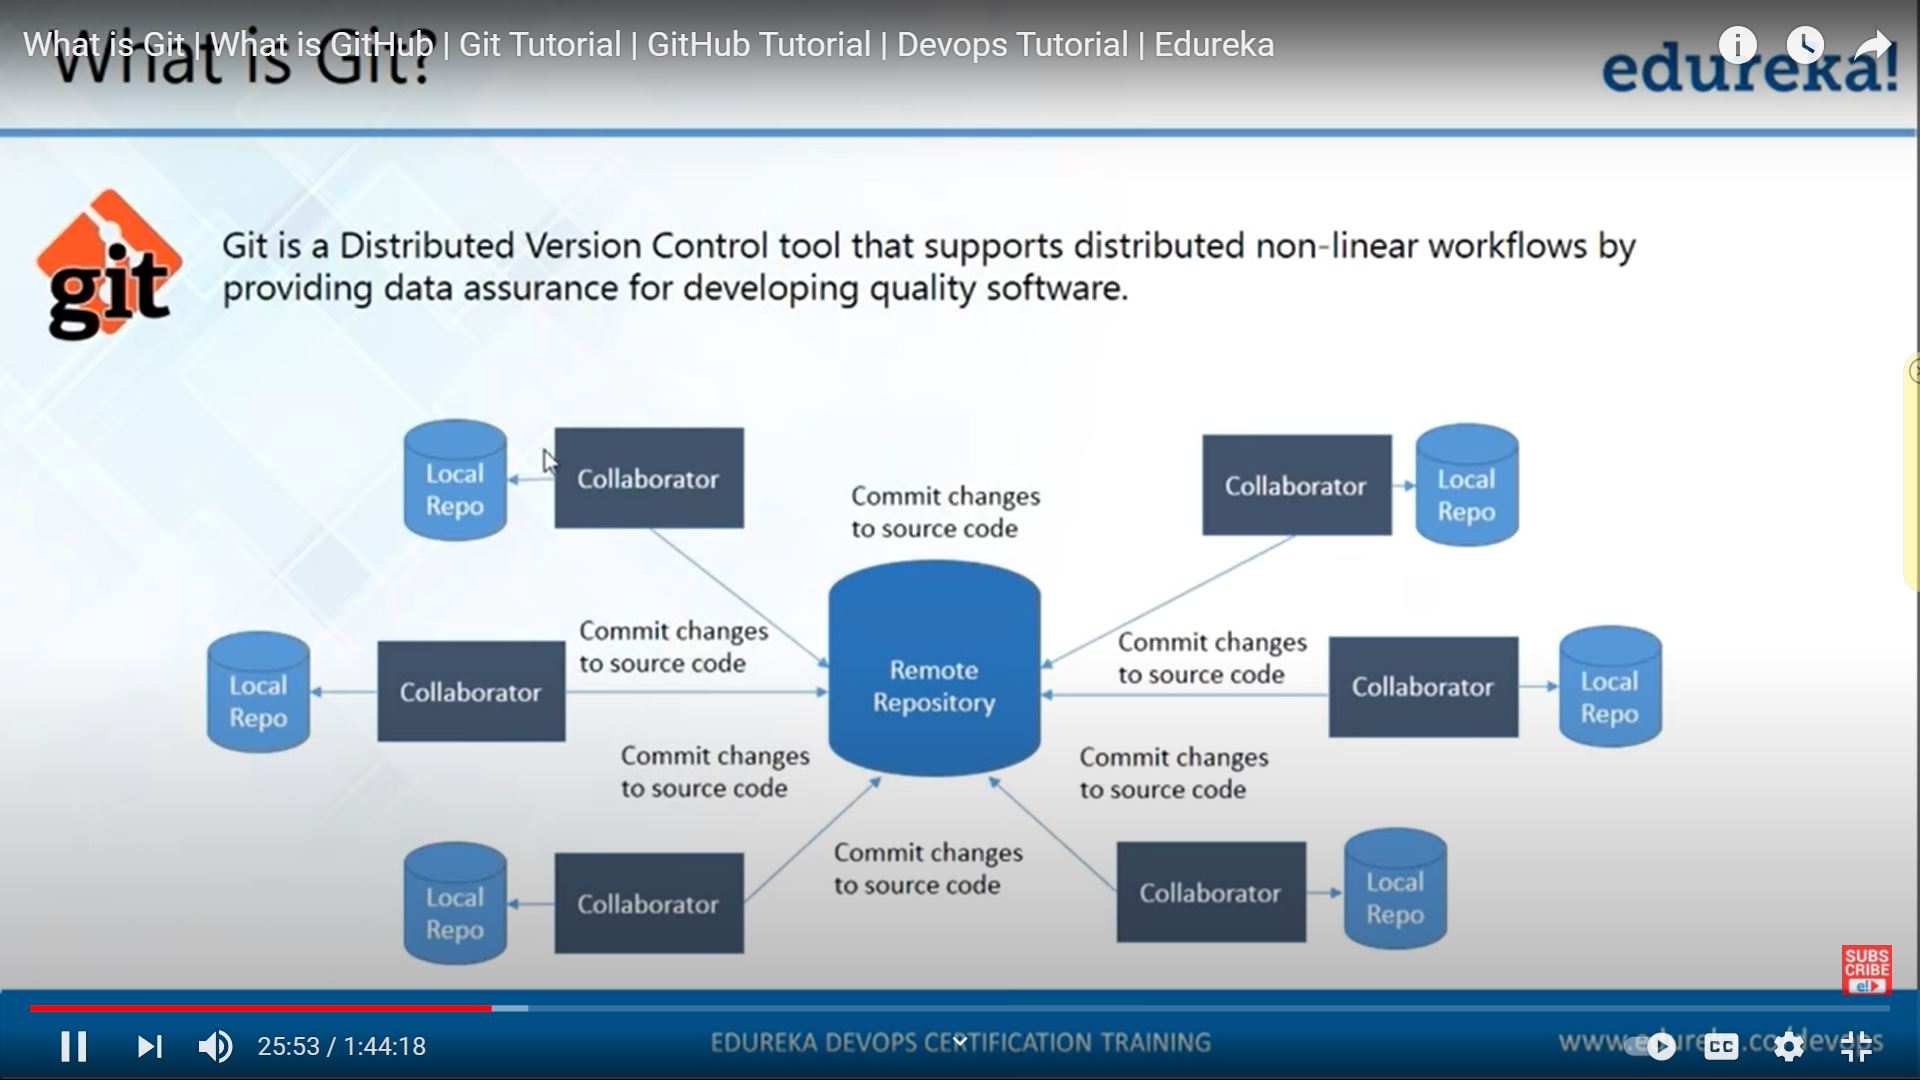 What is Git | What is GitHub | Git Tutorial | GitHub Tutorial | Devops Tutorial | Edureka
What is Git?
edureka!
git
Git is a Distributed Version Control tool that supports distributed non-linear workflows by
providing data assurance for developing quality software.
Local
Repo
Collaborator
Commit changes
to source code
Collaborator
Local
Repo
Local
Repo
Collaborator
Commit changes
to source code
Remote
Repository
Commit changes
to source code
Collaborator
Local
Repo
Commit changes
to source code
Commit changes
to source code
Local
Repo
Collaborator
Commit changes
to source code
Collaborator
Local
Repo
SUBS
CRIBE
e!
25:53 / 1:44:18
EDUREKA DEVOPS CERTIFICATION TRAINING
www.edureka.co/devops
CC